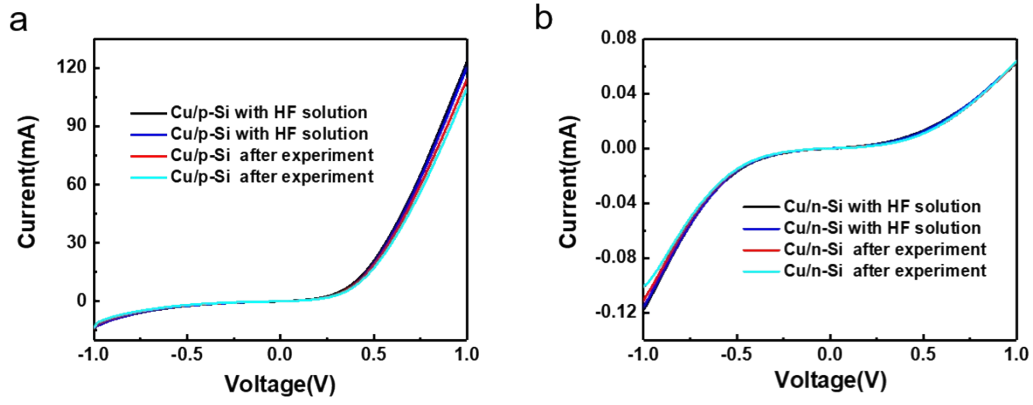 a
120
90
60
30
0
Current(mA)
Cu/p-Si with HF solution
Cu/p-Si with HF solution
Cu/p-Si after experiment
Cu/p-Si after experiment
-1.0 -0.5 0.0 0.5 1.0
Voltage(V)
b
0.08
0.04
0.00
-0.04
-0.08
-0.12
Current(mA)
Cu/n-Si with HF solution
Cu/n-Si with HF solution
Cu/n-Si after experiment
Cu/n-Si after experiment
-1.0 -0.5 0.0 0.5 1.0
Voltage(V)